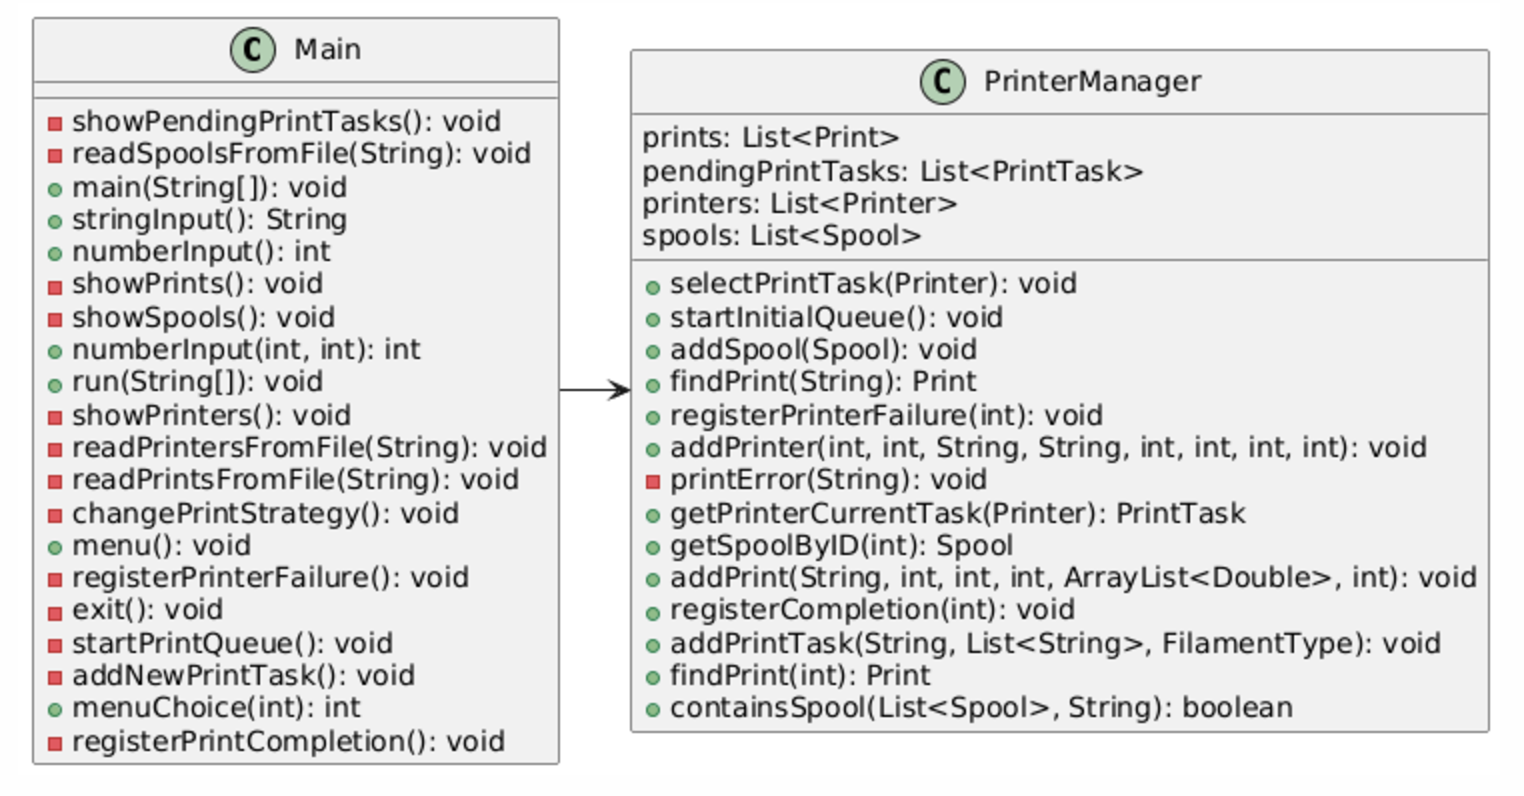 C Main
showPendingPrintTasks(): void
readSpoolsFromFile(String): void
main(String[]): void
stringInput(): String
numberInput(): int
showPrints(): void
showSpools(): void
numberInput(int, int): int
run(String[]): void
showPrinters(): void
readPrintersFromFile(String): void
readPrintsFromFile(String): void
changePrintStrategy(): void
menu(): void
registerPrinterFailure(): void
exit(): void
startPrintQueue(): void
addNewPrintTask(): void
menuChoice(int): int
registerPrintCompletion(): void
C PrinterManager
prints: List<Print>
pendingPrintTasks: List<PrintTask>
printers: List<Printer>
spools: List<Spool>
selectPrintTask(Printer): void
startInitialQueue(): void
addSpool(Spool): void
findPrint(String): Print
registerPrinterFailure(int): void
addPrinter(int, int, String, String, int, int, int, int): void
printError(String): void
getPrinterCurrentTask(Printer): PrintTask
getSpoolByID(int): Spool
addPrint(String, int, int, int, ArrayList<Double>, int): void
registerCompletion(int): void
addPrintTask(String, List<String>, FilamentType): void
findPrint(int): Print
containsSpool(List<Spool>, String): boolean